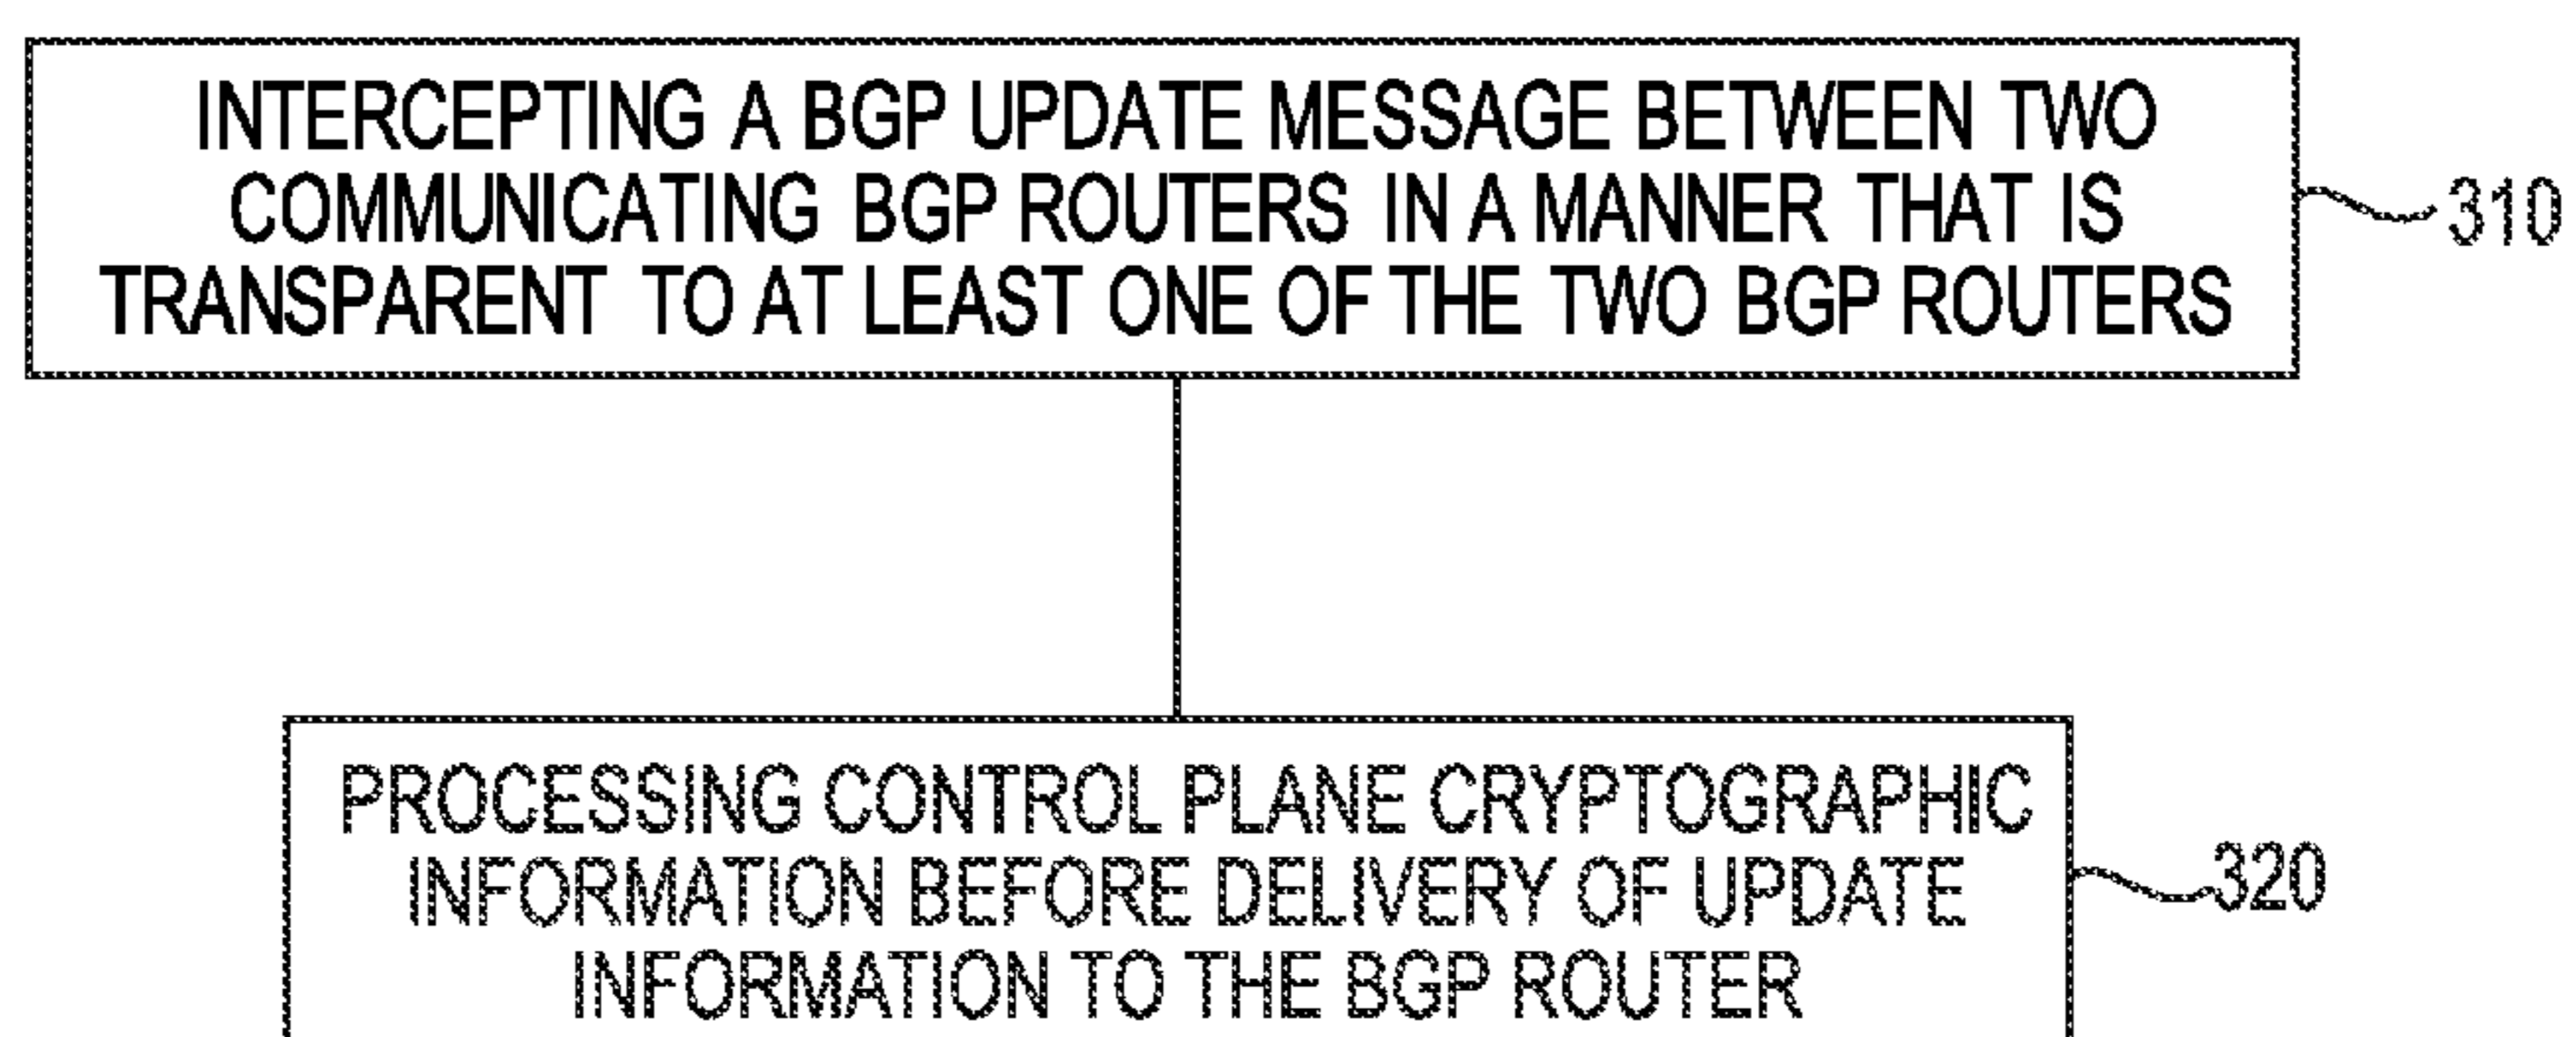 INTERCEPTING A BGP UPDATE MESSAGE BETWEEN TWO
COMMUNICATING BGP ROUTERS IN A MANNER THAT IS
TRANSPARENT TO AT LEAST ONE OF THE TWO BGP ROUTERS
310
PROCESSING CONTROL PLANE CRYPTOGRAPHIC
INFORMATION BEFORE DELIVERY OF UPDATE
INFORMATION TO THE BGP ROUTER
320